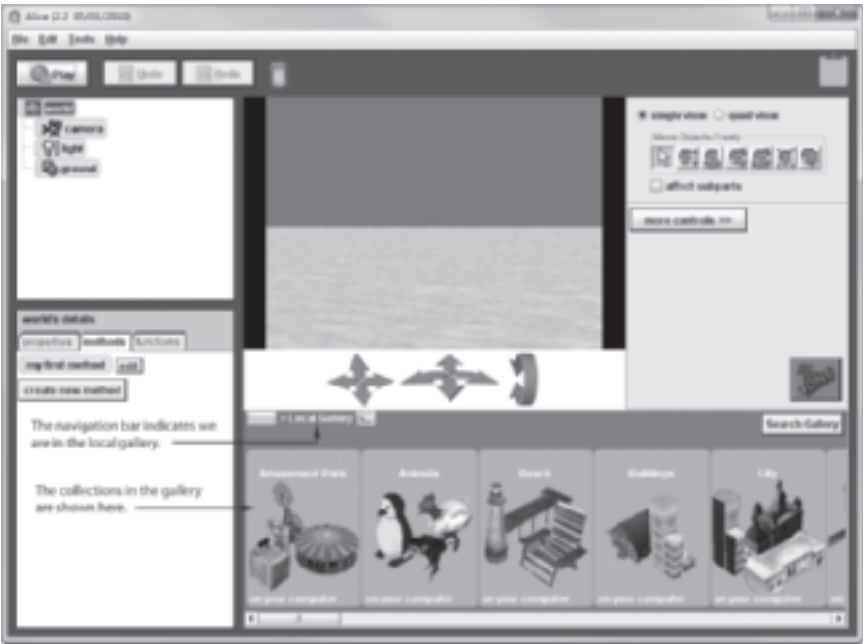 Alice (2.2 05/01/2010)
File Edit Tools Help
Play Undo Redo
world
camera
light
ground
single view quad view
Move Objects Freely
affect subparts
more controls >>
world's details
properties methods functions
my first method edit
create new method
Local Gallery
Search Gallery
The navigation bar indicates we
are in the local gallery.
The collections in the gallery
are shown here.
Amusement Park Animals Beach Buildings City
on your computer on your computer on your computer on your computer on your computer